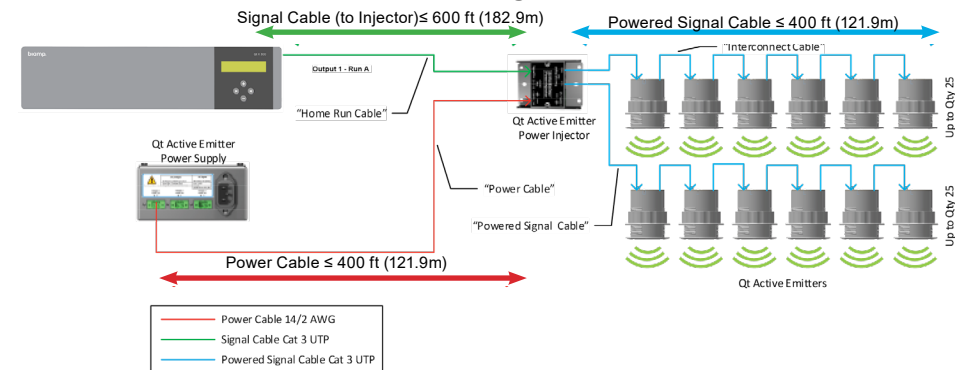 Signal Cable (to Injector)≤ 600 ft (182.9m)
Powered Signal Cable ≤ 400 ft (121.9m)
biamp.
"Interconnect Cable"
Output 1 - Run A
"Home Run Cable"
Qt Active Emitter
Power Injector
Up to Qty 25
Qt Active Emitter
Power Supply
"Power Cable"
"Powered Signal Cable"
Up to Qty 25
Power Cable ≤ 400 ft (121.9m)
Qt Active Emitters
Power Cable 14/2 AWG
Signal Cable Cat 3 UTP
Powered Signal Cable Cat 3 UTP